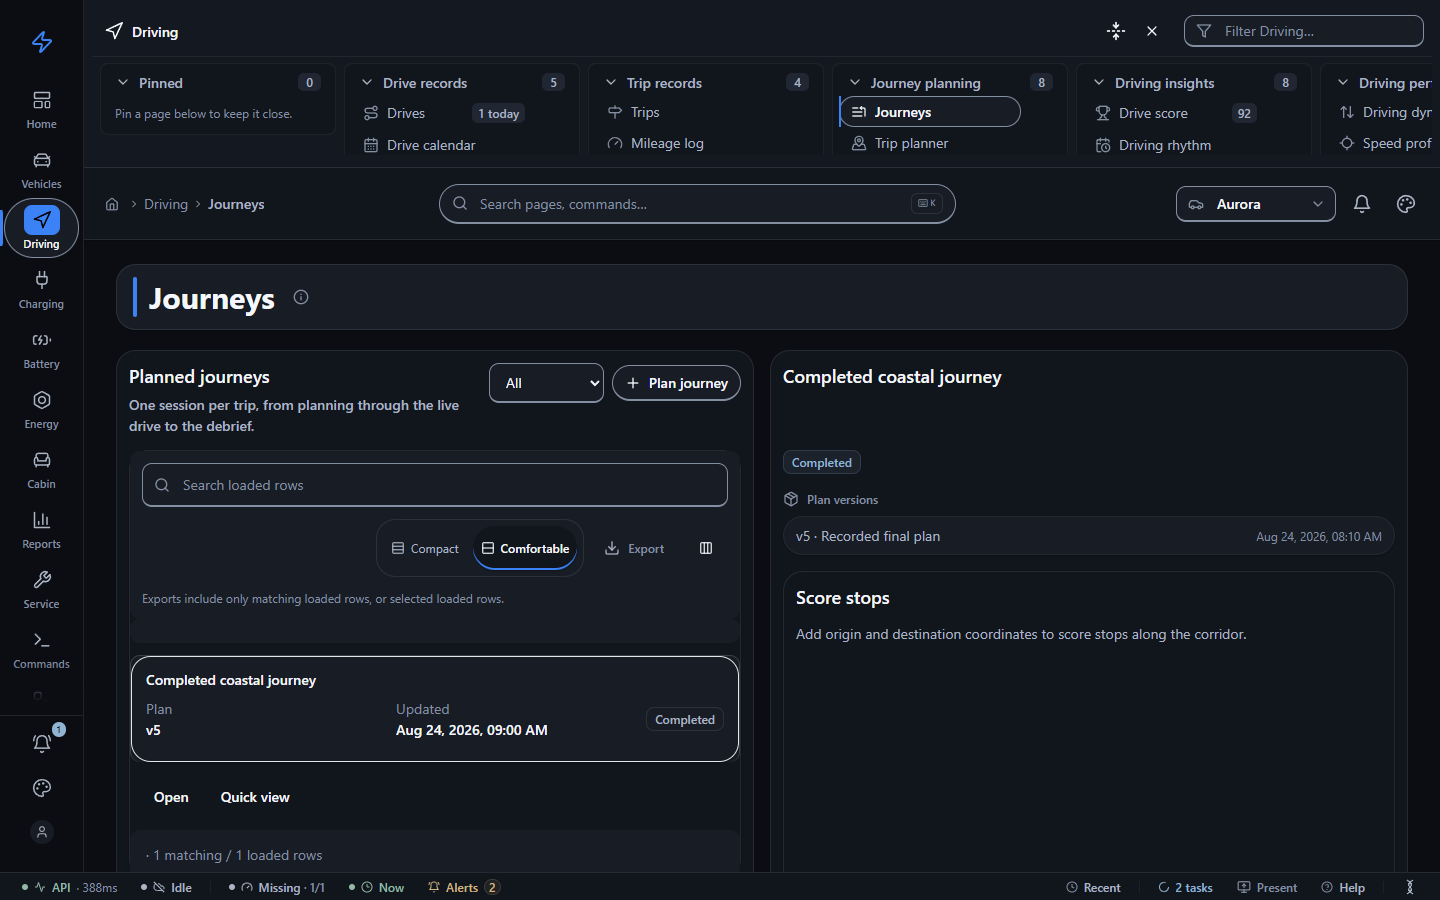 Driving
Filter Driving...
Pinned 0
Pin a page below to keep it close.
Drive records 5
Drives 1 today
Drive calendar
Trip records 4
Trips
Mileage log
Journey planning 8
Journeys
Trip planner
Driving insights 8
Drive score 92
Driving rhythm
Driving per
Driving dyn
Speed prof
Home
Vehicles
Driving
Charging
Battery
Energy
Cabin
Reports
Service
Commands
1
Driving
Journeys
Search pages, commands...
K
Aurora
Journeys
Planned journeys
One session per trip, from planning through the live
drive to the debrief.
All
Plan journey
Search loaded rows
Compact
Comfortable
Export
Exports include only matching loaded rows, or selected loaded rows.
Completed coastal journey
Plan
v5
Updated
Aug 24, 2026, 09:00 AM
Completed
Open
Quick view
· 1 matching / 1 loaded rows
Completed coastal journey
Completed
Plan versions
v5 · Recorded final plan
Aug 24, 2026, 08:10 AM
Score stops
Add origin and destination coordinates to score stops along the corridor.
API · 388ms
Idle
Missing · 1/1
Now
Alerts 2
Recent
2 tasks
Present
Help